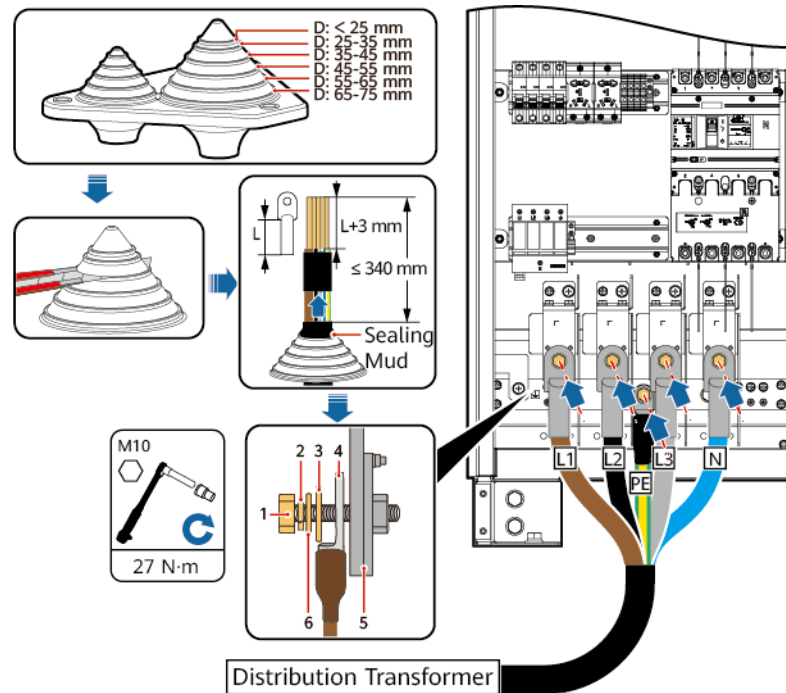 D: < 25 mm
D: 25-35 mm
D: 35-45 mm
D: 45-55 mm
D: 55-65 mm
D: 65-75 mm
L
L+3 mm
≤ 340 mm
Sealing
Mud
M10
27 N·m
2
3
4
1
6
5
L1
L2
L3
N
PE
Distribution Transformer